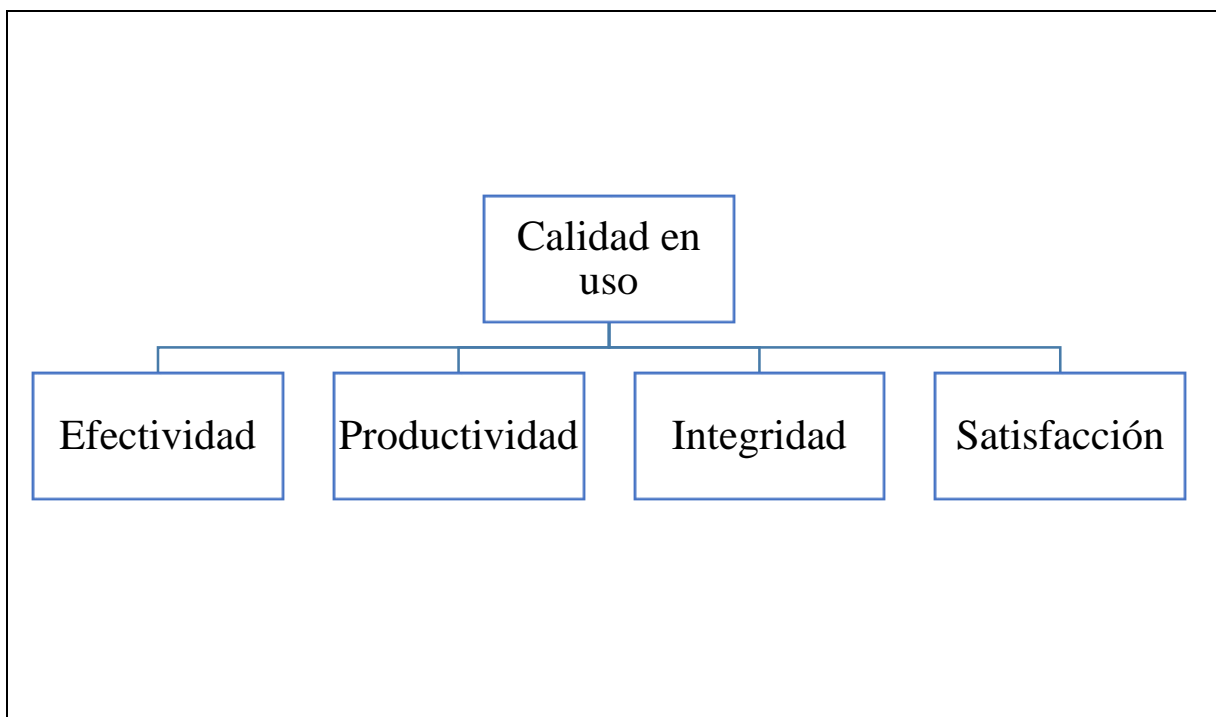 Calidad en
uso
Efectividad
Productividad
Integridad
Satisfacción